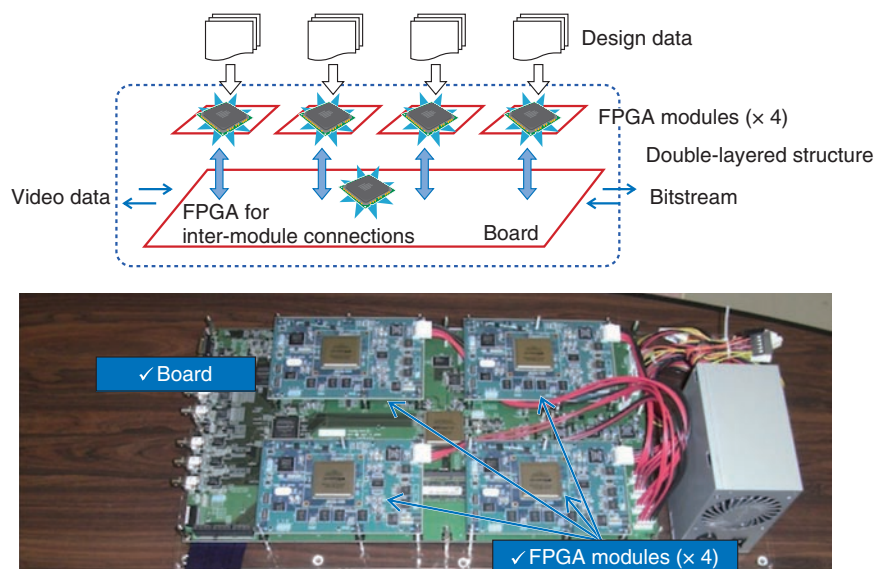 Design data
FPGA modules (× 4)
Double-layered structure
Video data
FPGA for
inter-module connections
Board
Bitstream
✓ Board
✓ FPGA modules (× 4)